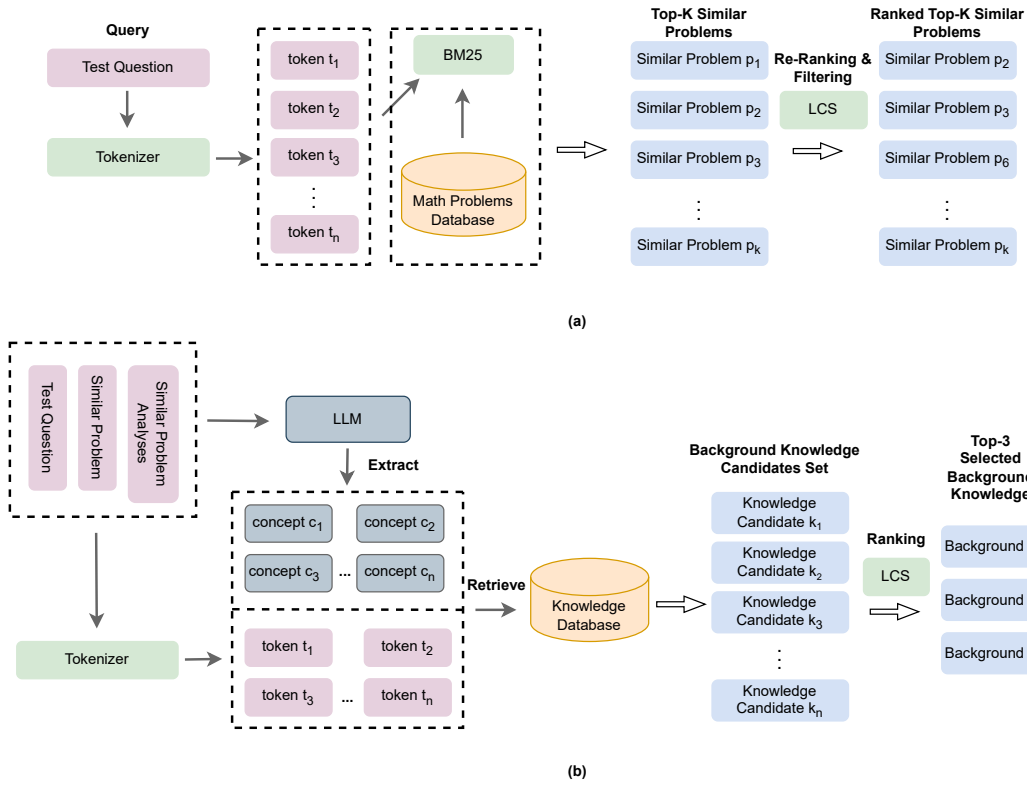 Query
Test Question
Tokenizer
token t1
token t2
token t3
token tn
BM25
Math Problems
Database
Top-K Similar
Problems
Similar Problem p1
Similar Problem p2
Similar Problem p3
Similar Problem pk
Re-Ranking &
Filtering
LCS
Ranked Top-K Similar
Problems
Similar Problem p2
Similar Problem p3
Similar Problem p6
Similar Problem pk
(a)
Test Question
Similar Problem
Similar Problem
Analyses
LLM
Extract
concept c1
concept c2
concept c3
...
concept cn
Tokenizer
token t1
token t2
token t3
...
token tn
Retrieve
Knowledge
Database
Background Knowledge
Candidates Set
Knowledge
Candidate k1
Knowledge
Candidate k2
Knowledge
Candidate k3
Knowledge
Candidate kn
Ranking
LCS
Top-3
Selected
Background
Knowledge
Background
Background
Background
(b)